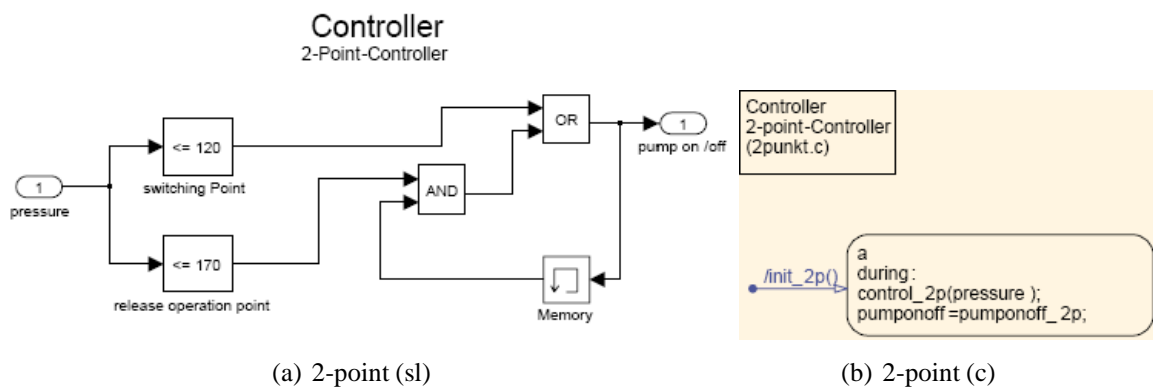 Controller
2-Point-Controller
1
pressure
<= 120
switching Point
<= 170
release operation point
AND
OR
Memory
1
pump on /off
(a) 2-point (sl)
Controller
2-point-Controller
(2punkt.c)
/init_2p()
a
during :
control_2p(pressure );
pumponoff =pumponoff_ 2p;
(b) 2-point (c)